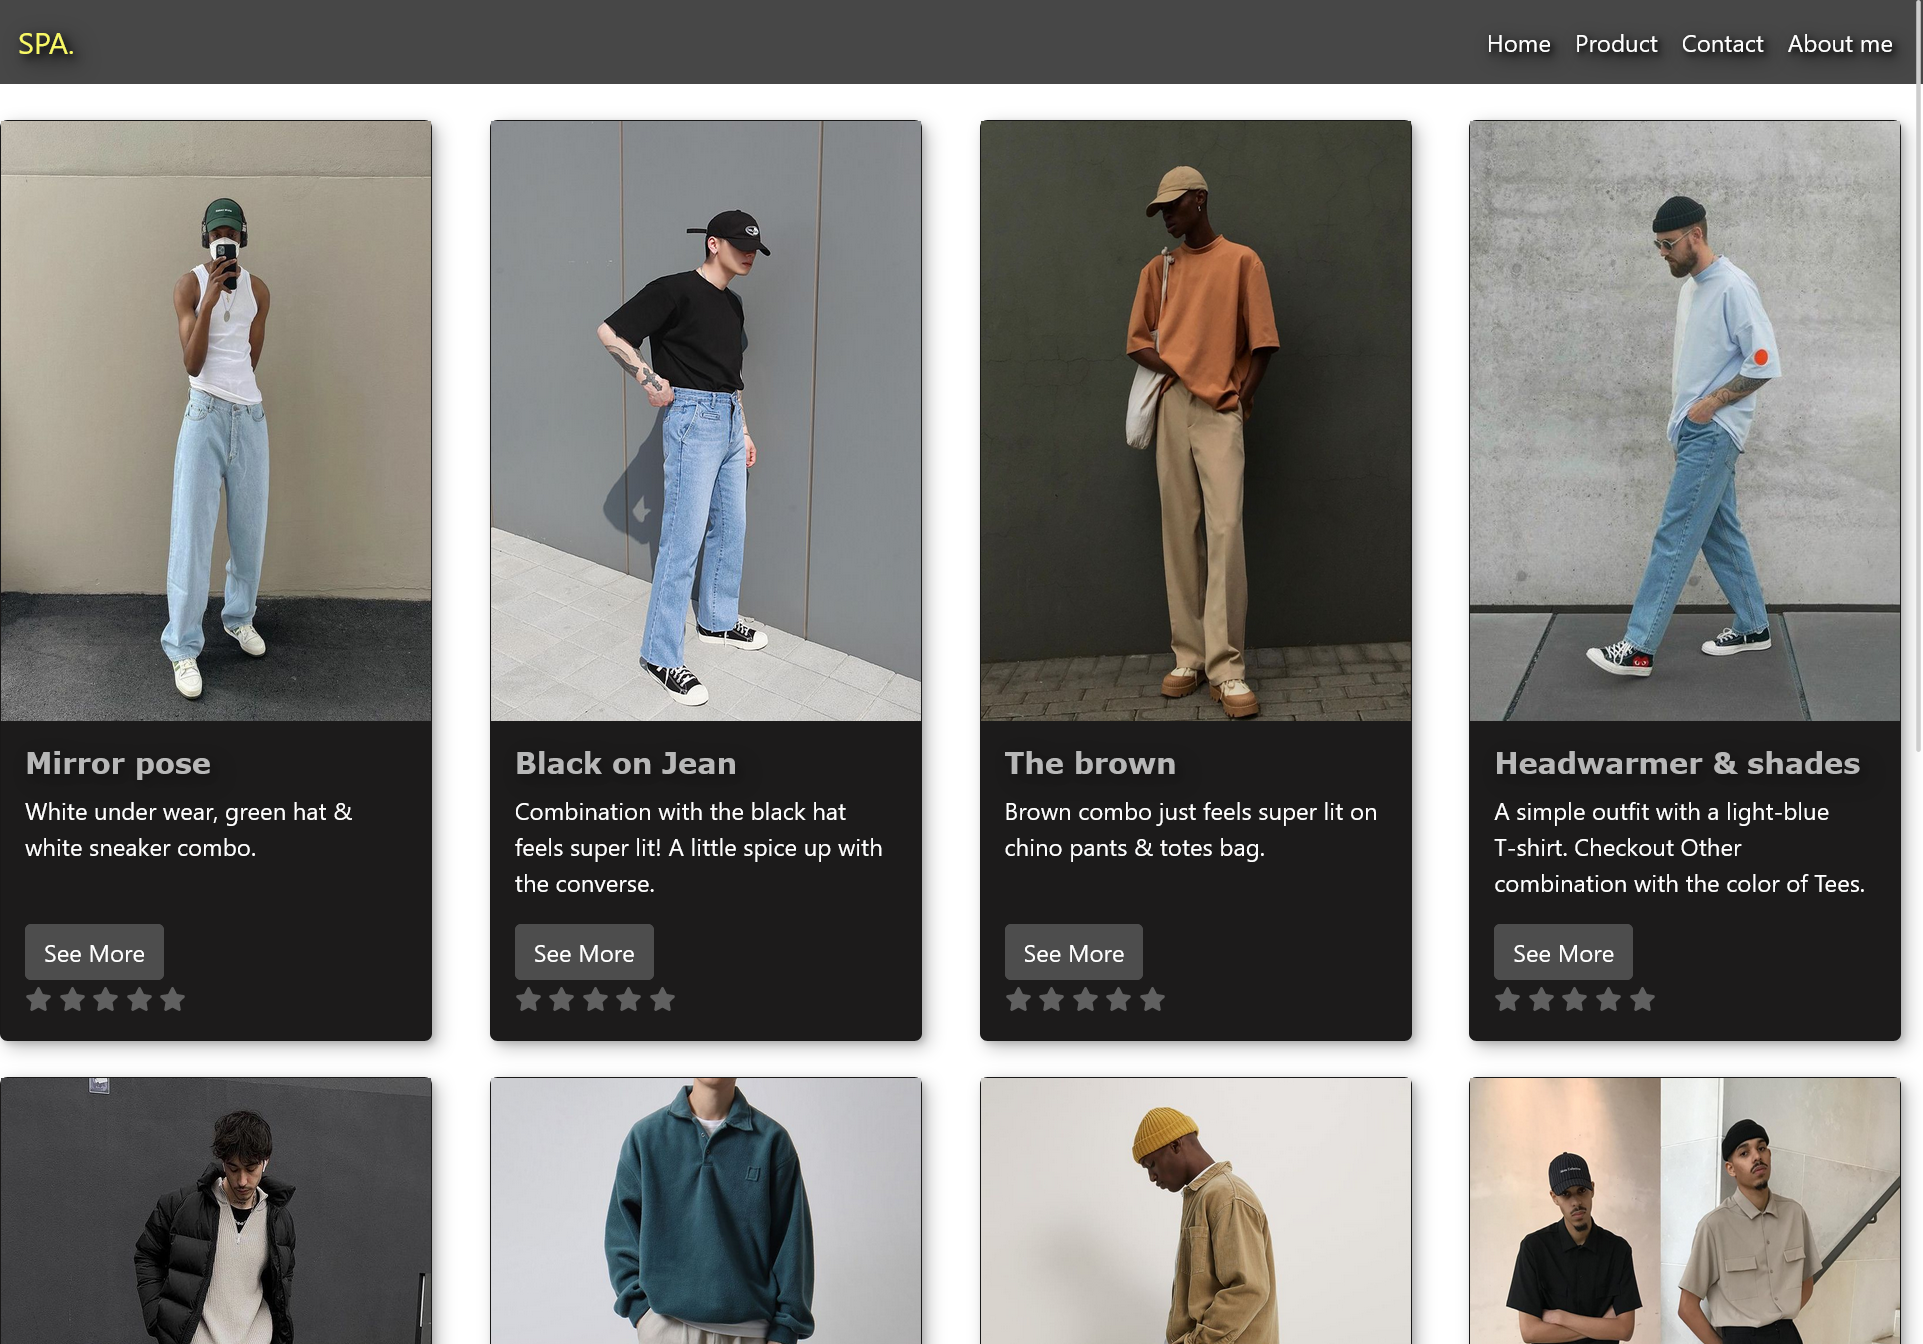 SPA.
Home Product Contact About me
Mirror pose
White under wear, green hat &
white sneaker combo.
See More
Black on Jean
Combination with the black hat
feels super lit! A little spice up with
the converse.
See More
The brown
Brown combo just feels super lit on
chino pants & totes bag.
See More
Headwarmer & shades
A simple outfit with a light-blue
T-shirt. Checkout Other
combination with the color of Tees.
See More